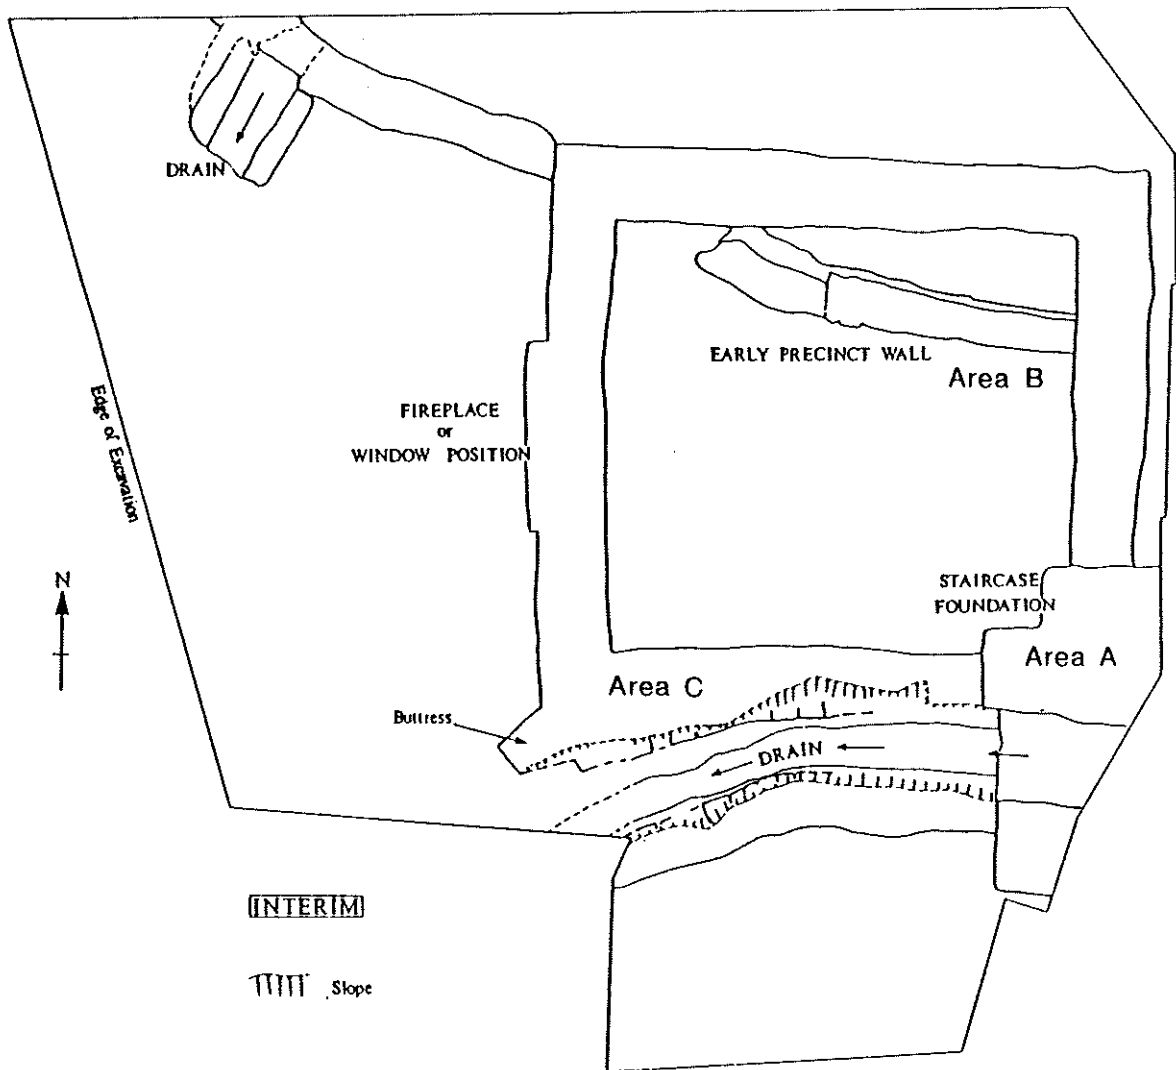 DRAIN
EARLY PRECINCT WALL
Area B
FIREPLACE
or
WINDOW POSITION
Edge of Excavation
N
STAIRCASE
FOUNDATION
Area A
Area C
Buttress
DRAIN
INTERIM
Slope